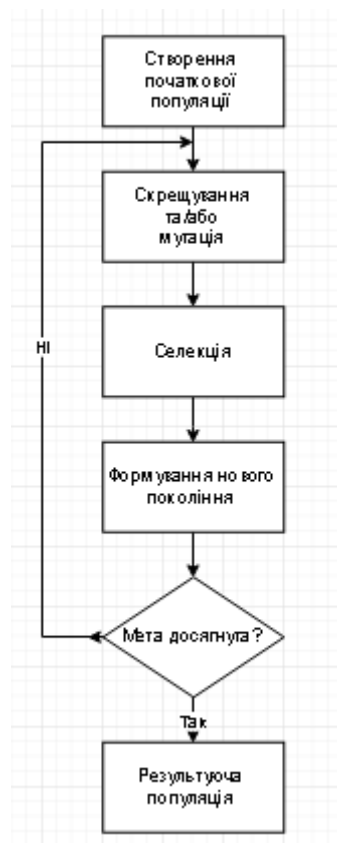 Створення
початкової
популяції
Скрещування
та/або
мутація
НІ
Селекція
Формування нового
покоління
Мета досягнута?
Так
Результуюча
популяція